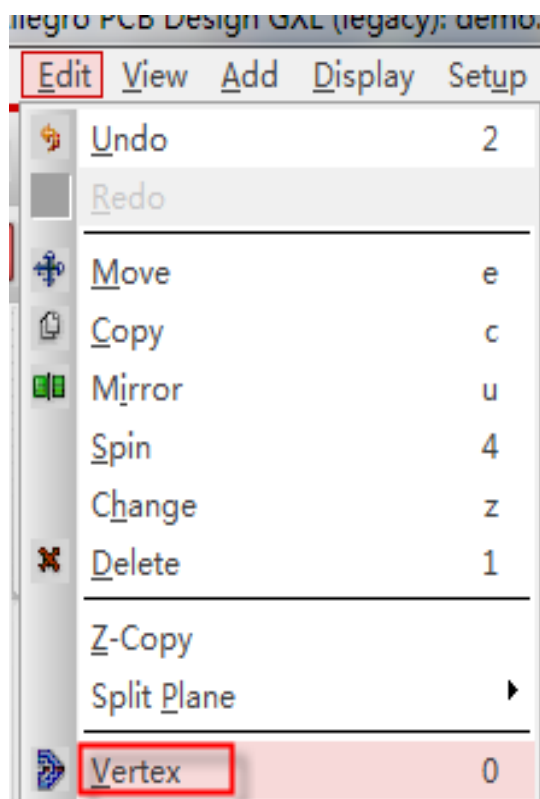 llegro PCB Design GXL (legacy): demo.
Edit View Add Display Setup
Undo 2
Redo
Move e
Copy c
Mirror u
Spin 4
Change z
Delete 1
Z-Copy
Split Plane
Vertex 0